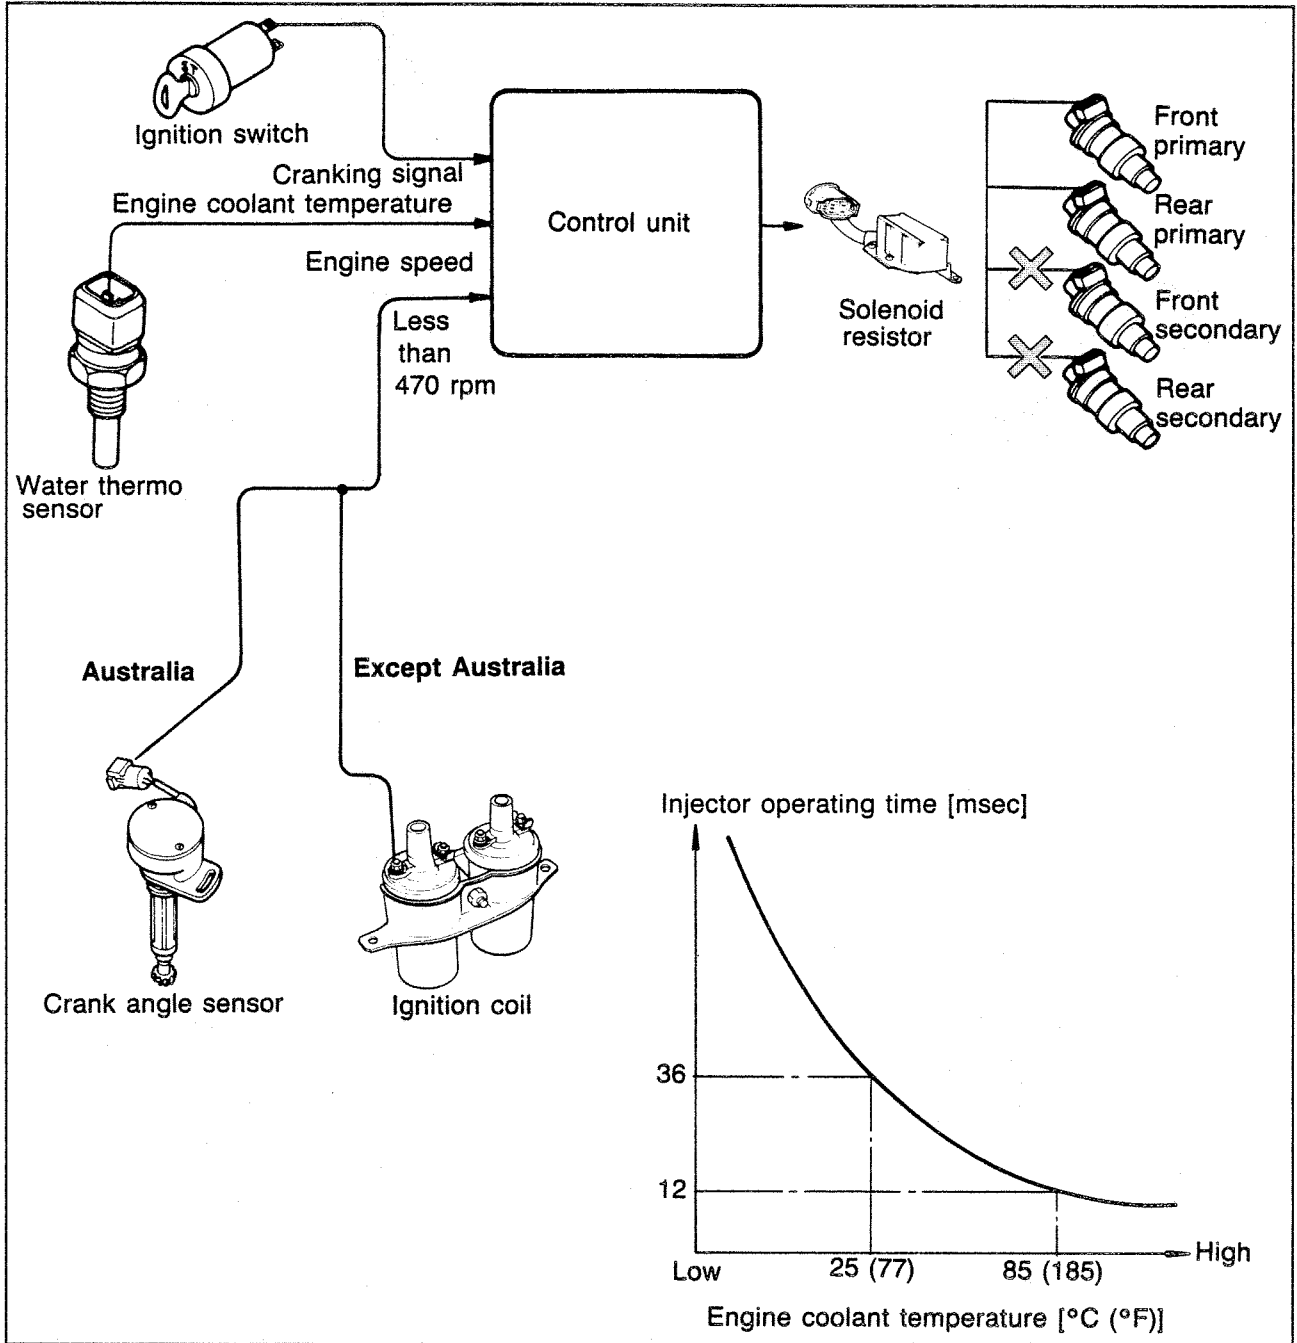 Ignition switch
Cranking signal
Engine coolant temperature
Engine speed
Less
than
470 rpm
Control unit
Solenoid
resistor
Front
primary
Rear
primary
Front
secondary
Rear
secondary
Water thermo
sensor
Australia
Except Australia
Crank angle sensor
Ignition coil
Injector operating time [msec]
36
12
Low
25 (77)
85 (185)
High
Engine coolant temperature [°C (°F)]